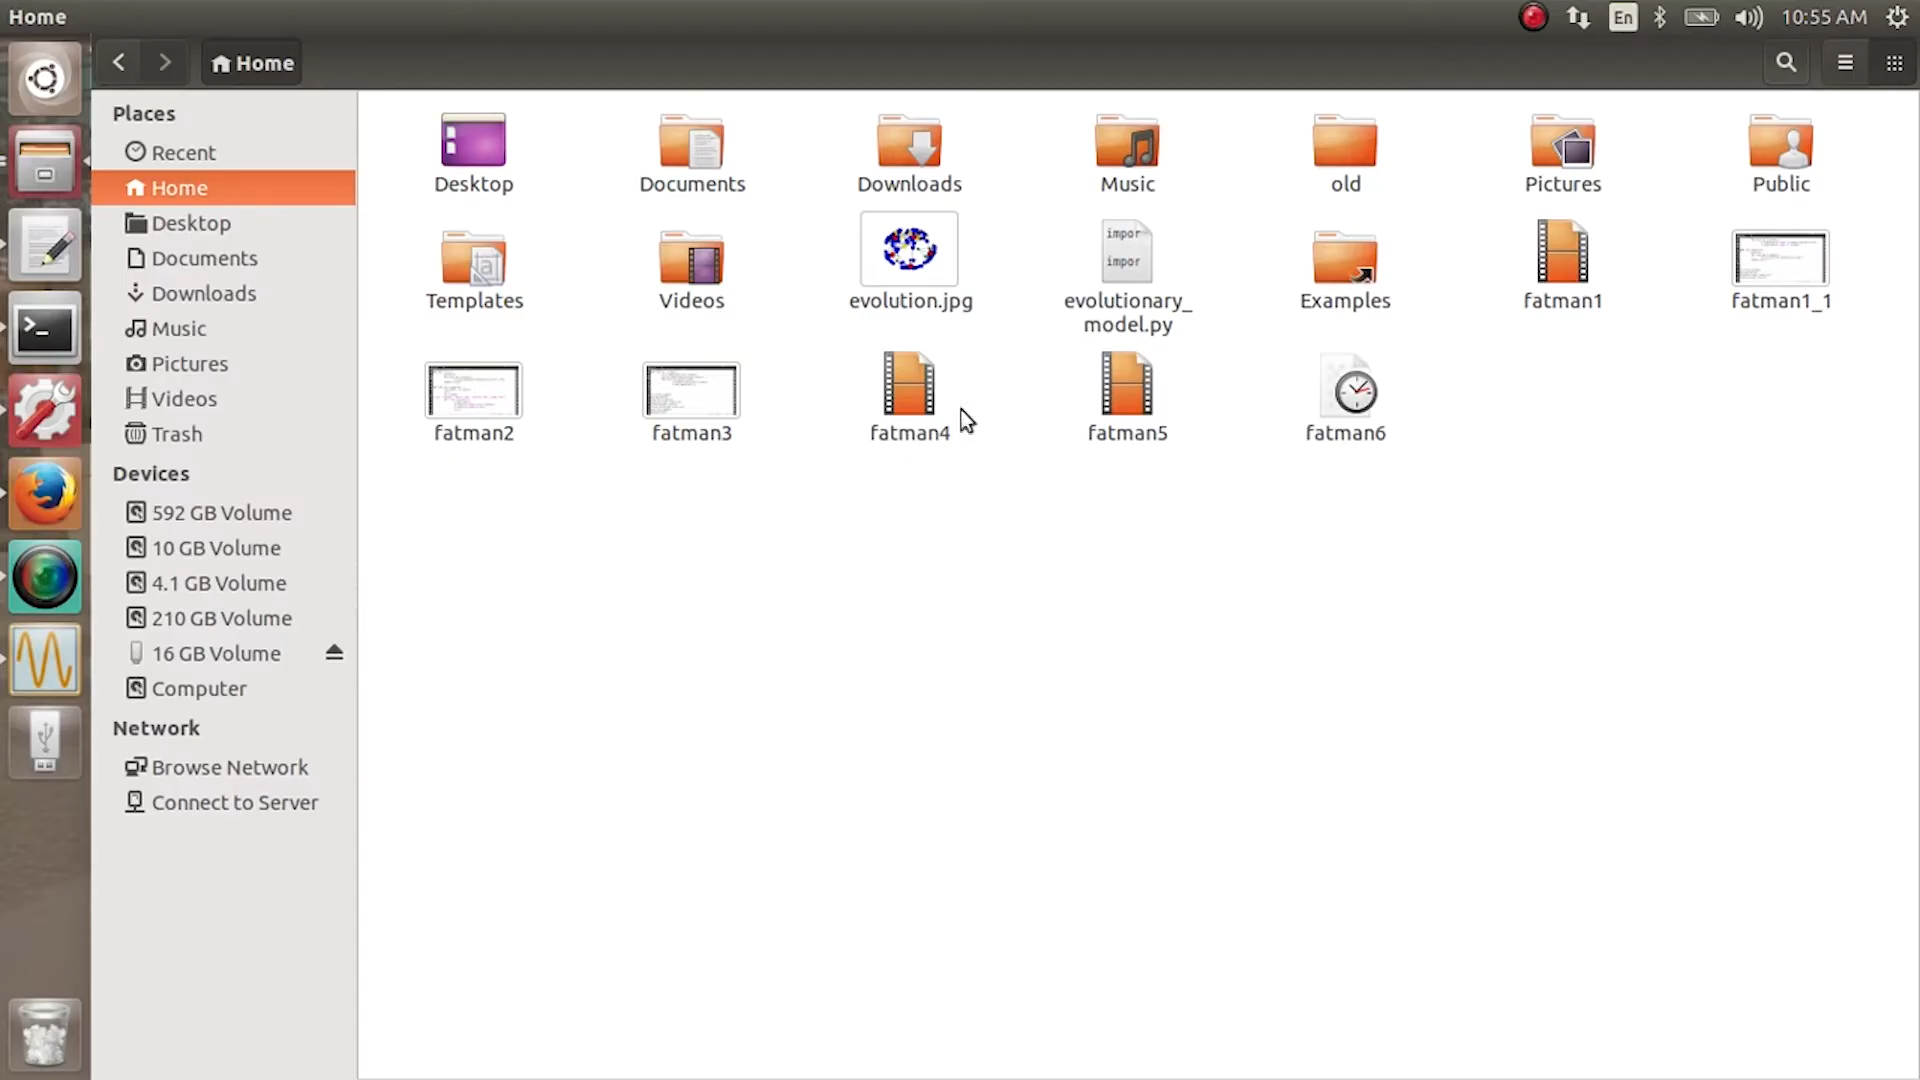 Home
En
10:55 AM
Home
Places
Recent
Home
Desktop
Documents
Downloads
Music
Pictures
Videos
Trash
Devices
592 GB Volume
10 GB Volume
4.1 GB Volume
210 GB Volume
16 GB Volume
Computer
Network
Browse Network
Connect to Server
Desktop
Documents
Downloads
Music
old
Pictures
Public
Templates
Videos
evolution.jpg
impor
impor
evolutionary_
model.py
Examples
fatman1
fatman1_1
fatman2
fatman3
fatman4
fatman5
fatman6